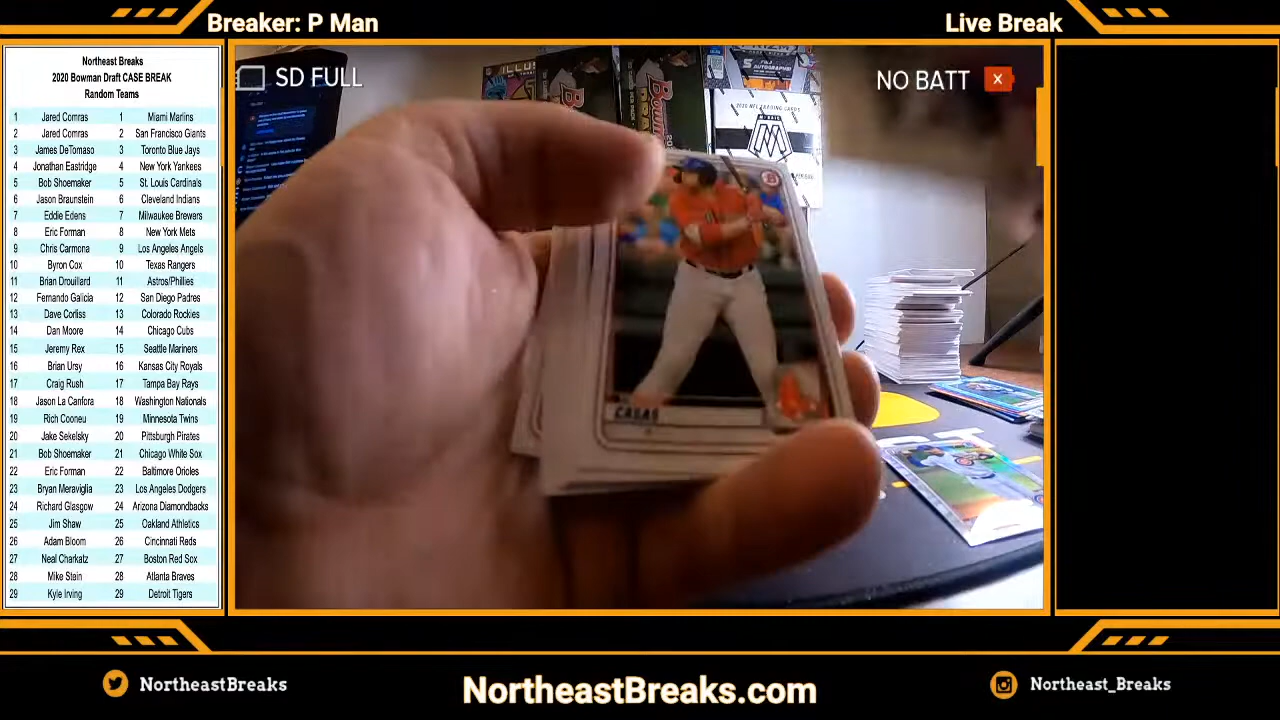 Breaker: P Man
Live Break
Northeast Breaks
2020 Bowman Draft CASE BREAK
Random Teams
1 Jared Comras 1 Miami Marlins
2 Jared Comras 2 San Francisco Giants
3 James DeTomaso 3 Toronto Blue Jays
4 Jonathan Eastridge 4 New York Yankees
5 Bob Shoemaker 5 St. Louis Cardinals
6 Jason Braunstein 6 Cleveland Indians
7 Eddie Edens 7 Milwaukee Brewers
8 Eric Forman 8 New York Mets
9 Chris Carmona 9 Los Angeles Angels
10 Byron Cox 10 Texas Rangers
11 Brian Drouillard 11 Astros/Phillies
12 Fernando Galicia 12 San Diego Padres
13 Dave Corliss 13 Colorado Rockies
14 Dan Moore 14 Chicago Cubs
15 Jeremy Rex 15 Seattle Mariners
16 Brian Ursy 16 Kansas City Royals
17 Craig Rush 17 Tampa Bay Rays
18 Jason La Canfora 18 Washington Nationals
19 Rich Cooneu 19 Minnesota Twins
20 Jake Sekelsky 20 Pittsburgh Pirates
21 Bob Shoemaker 21 Chicago White Sox
22 Eric Forman 22 Baltimore Orioles
23 Bryan Meraviglia 23 Los Angeles Dodgers
24 Richard Glasgow 24 Arizona Diamondbacks
25 Jim Shaw 25 Oakland Athletics
26 Adam Bloom 26 Cincinnati Reds
27 Neal Charkatz 27 Boston Red Sox
28 Mike Stein 28 Atlanta Braves
29 Kyle Irving 29 Detroit Tigers
SD FULL
NO BATT
Bowman
2020 NFL TRADING CARDS
MOSAIC
CASAS
NortheastBreaks
NortheastBreaks.com
Northeast_Breaks